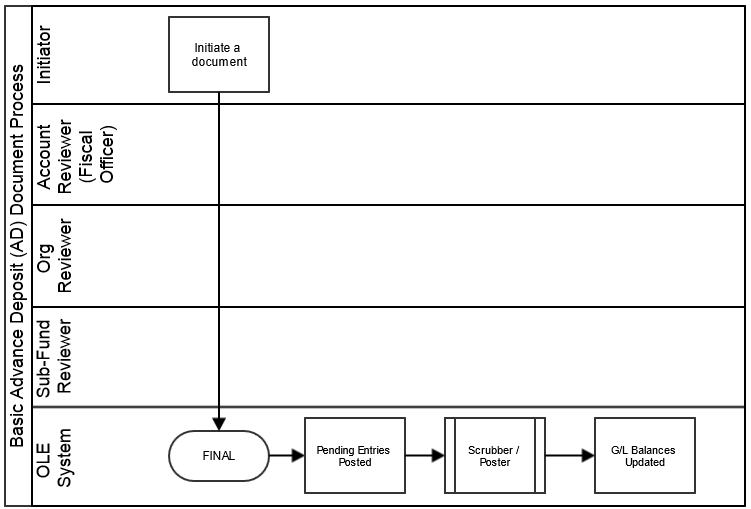 Basic Advance Deposit (AD) Document Process
Initiator
Initiate a
document
Account
Reviewer
(Fiscal
Officer)
Org
Reviewer
Sub-Fund
Reviewer
OLE
System
FINAL
Pending Entries
Posted
Scrubber /
Poster
G/L Balances
Updated